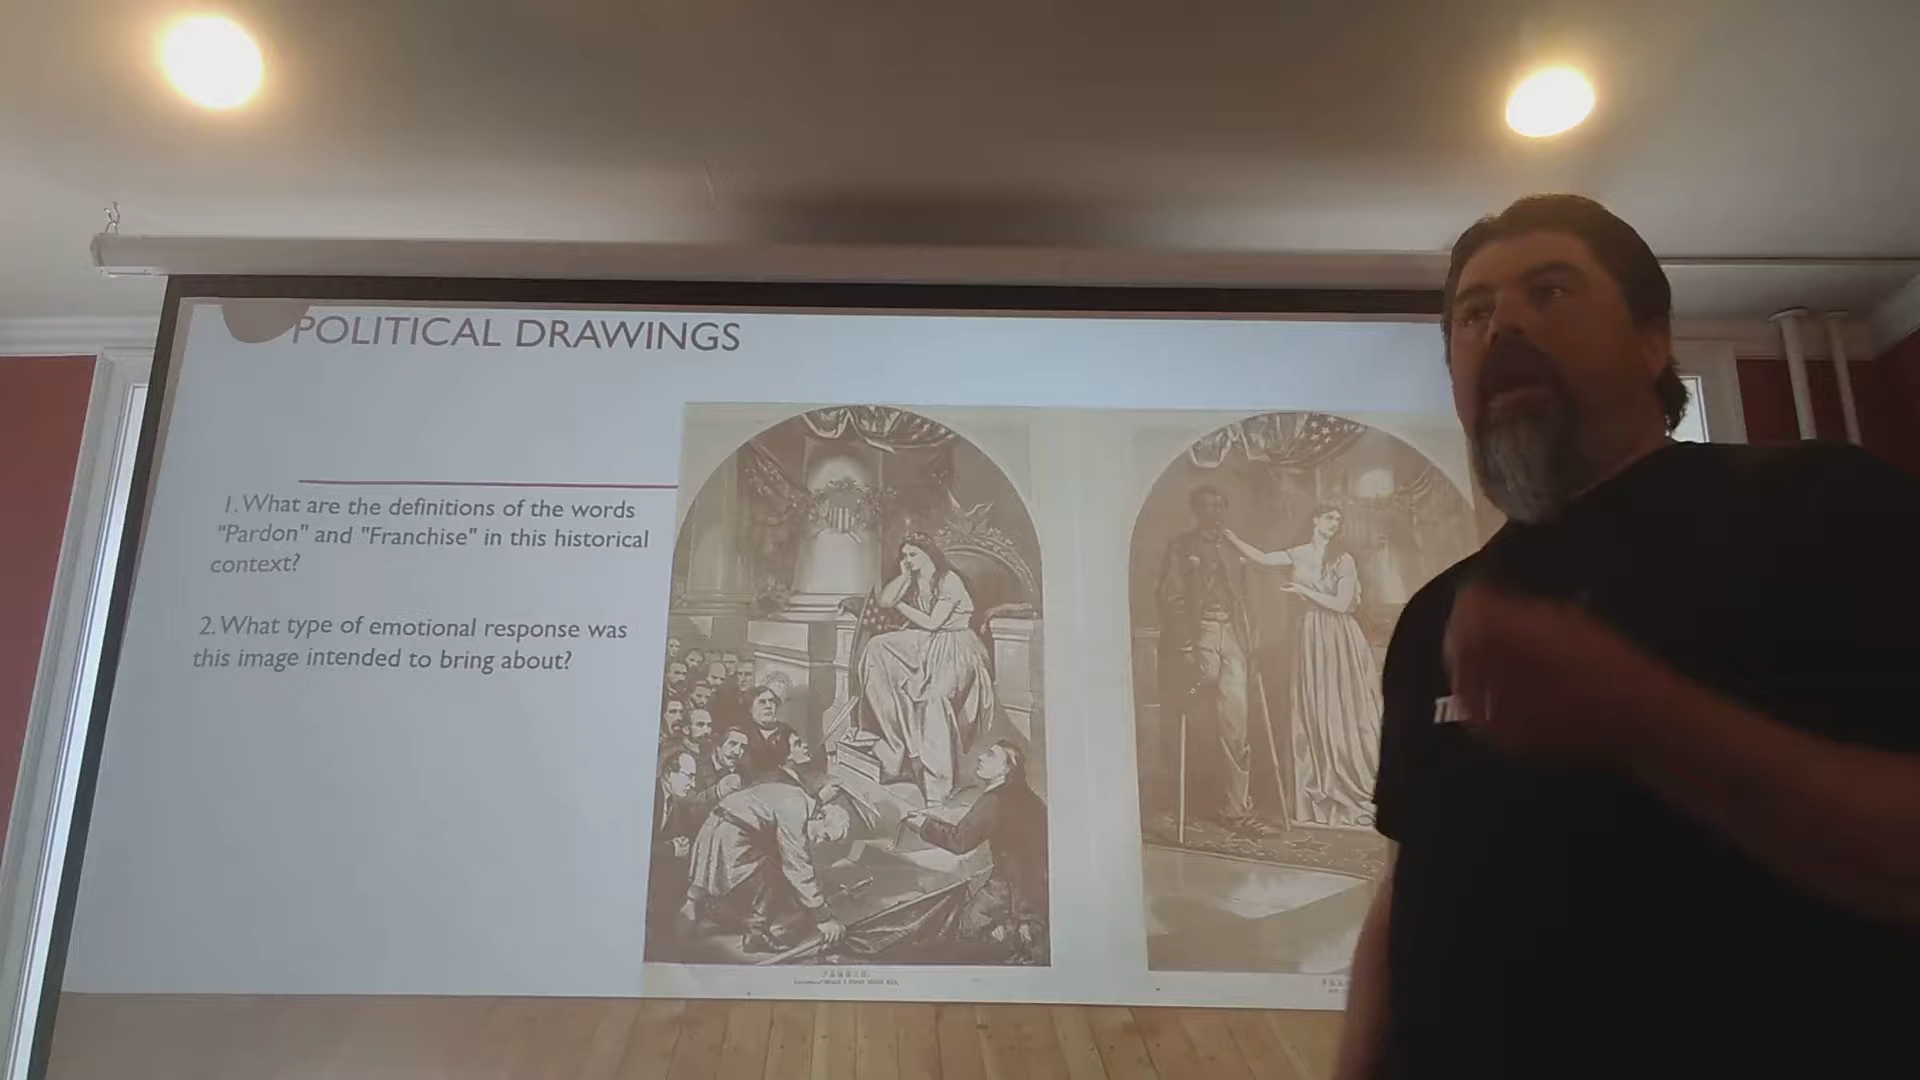 POLITICAL DRAWINGS
1. What are the definitions of the words
"Pardon" and "Franchise" in this historical
context?
2. What type of emotional response was
this image intended to bring about?
PARDON.